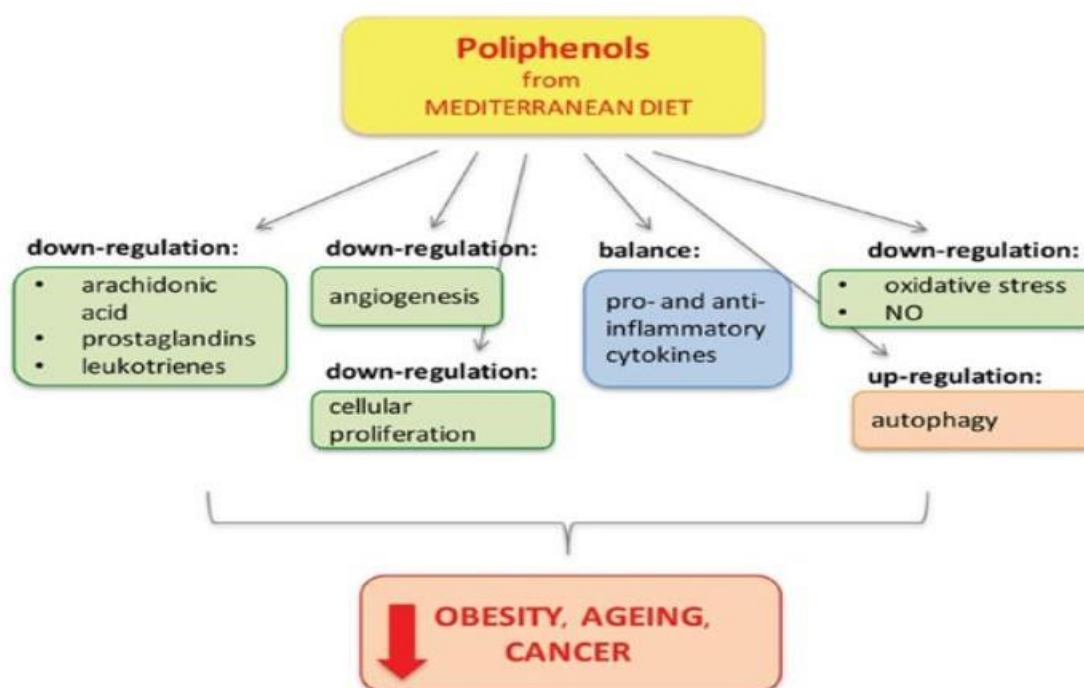 Poliphenols
from
MEDITERRANEAN DIET
down-regulation:
• arachidonic
acid
• prostaglandins
• leukotrienes
down-regulation:
angiogenesis
down-regulation:
cellular
proliferation
balance:
pro- and anti-
inflammatory
cytokines
down-regulation:
• oxidative stress
• NO
up-regulation:
autophagy
OBESITY, AGEING,
CANCER